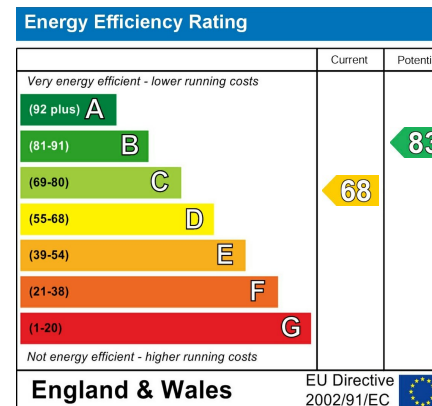 Energy Efficiency Rating
Current
Very energy efficient - lower running costs
(92 plus) A
(81-91) B
83
(69-80) C
68
(55-68) D
(39-54) E
(21-38) F
(1-20) G
Not energy efficient - higher running costs
England & Wales
EU Directive
2002/91/EC